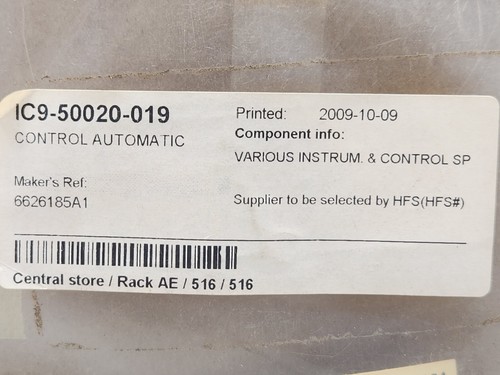 IC9-50020-019
CONTROL AUTOMATIC
Printed: 2009-10-09
Component info:
VARIOUS INSTRUM. & CONTROL SP
Maker's Ref:
6626185A1
Supplier to be selected by HFS(HFS#)
Central store / Rack AE / 516 / 516